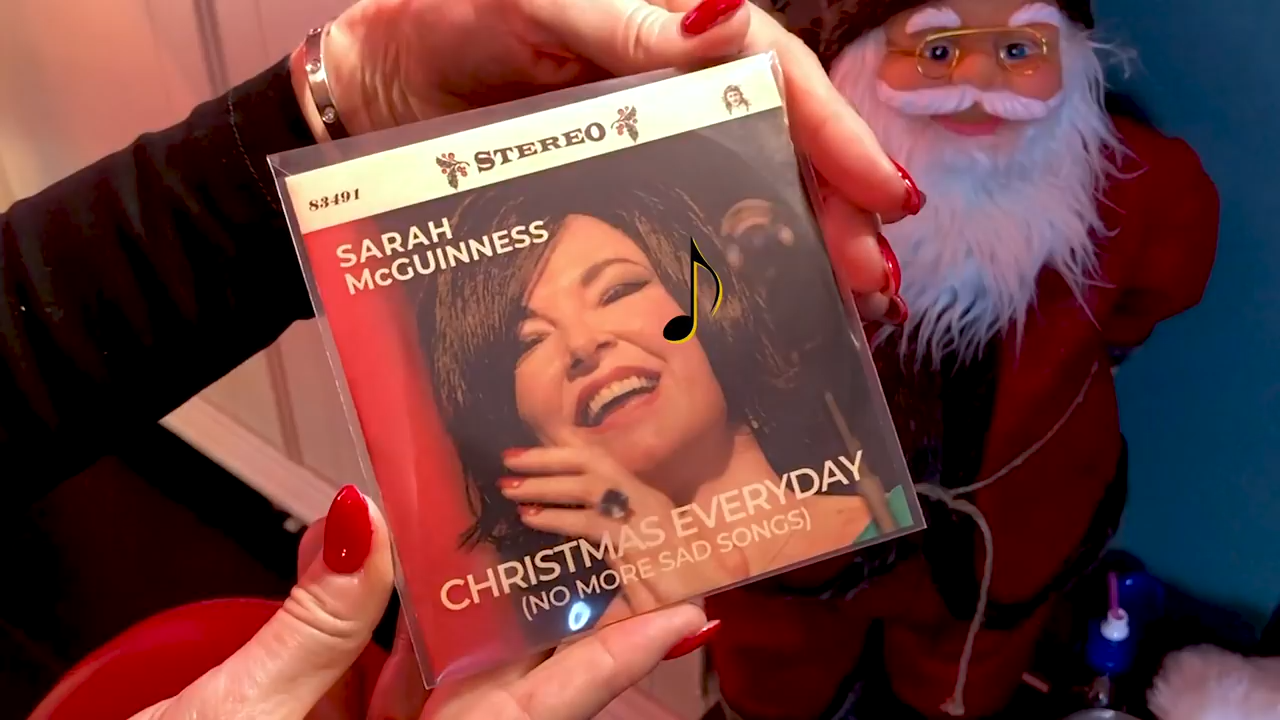 STEREO
83491
SARAH
McGUINNESS
CHRISTMAS EVERYDAY
(NO MORE SAD SONGS)